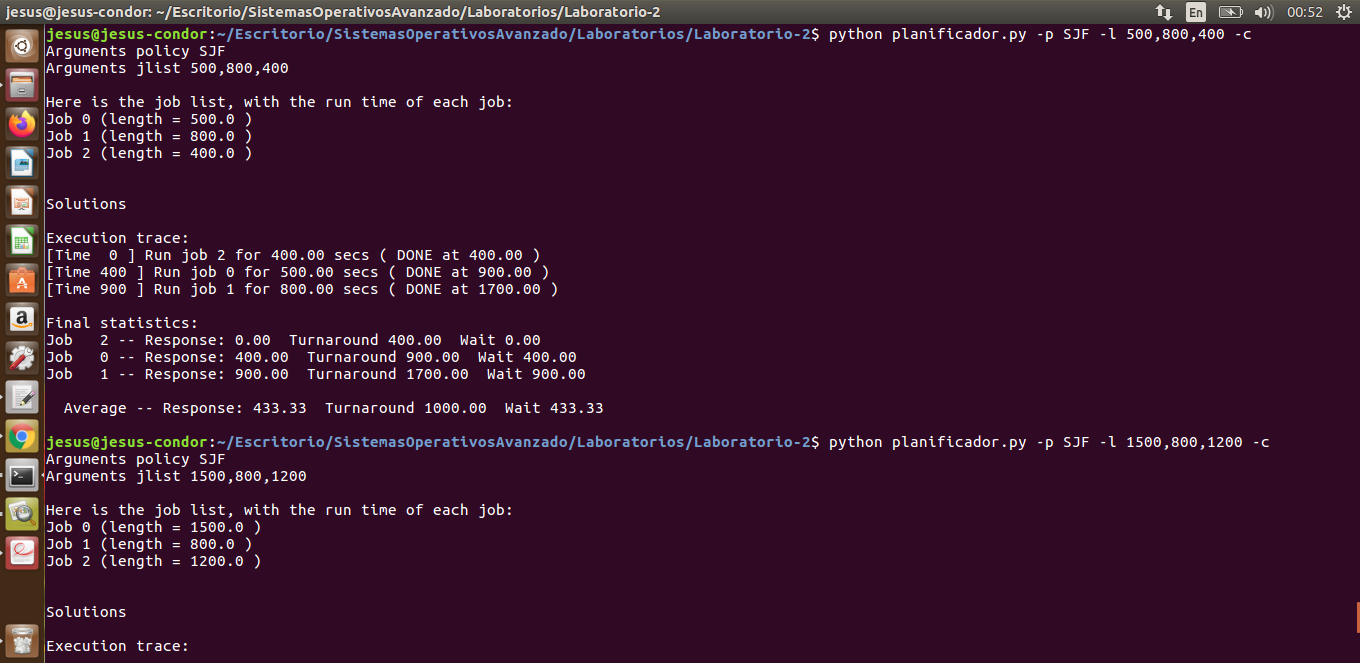 jesus@jesus-condor: ~/Escritorio/SistemasOperativosAvanzado/Laboratorios/Laboratorio-2 En 00:52
jesus@jesus-condor:~/Escritorio/SistemasOperativosAvanzado/Laboratorios/Laboratorio-2$ python planificador.py -p SJF -l 500,800,400 -c
Arguments policy SJF
Arguments jlist 500,800,400
Here is the job list, with the run time of each job:
Job 0 (length = 500.0 )
Job 1 (length = 800.0 )
Job 2 (length = 400.0 )
Solutions
Execution trace:
[Time  0 ] Run job 2 for 400.00 secs ( DONE at 400.00 )
[Time 400 ] Run job 0 for 500.00 secs ( DONE at 900.00 )
[Time 900 ] Run job 1 for 800.00 secs ( DONE at 1700.00 )
Final statistics:
Job   2 -- Response: 0.00  Turnaround 400.00  Wait 0.00
Job   0 -- Response: 400.00  Turnaround 900.00  Wait 400.00
Job   1 -- Response: 900.00  Turnaround 1700.00  Wait 900.00
Average -- Response: 433.33  Turnaround 1000.00  Wait 433.33
jesus@jesus-condor:~/Escritorio/SistemasOperativosAvanzado/Laboratorios/Laboratorio-2$ python planificador.py -p SJF -l 1500,800,1200 -c
Arguments policy SJF
Arguments jlist 1500,800,1200
Here is the job list, with the run time of each job:
Job 0 (length = 1500.0 )
Job 1 (length = 800.0 )
Job 2 (length = 1200.0 )
Solutions
Execution trace: